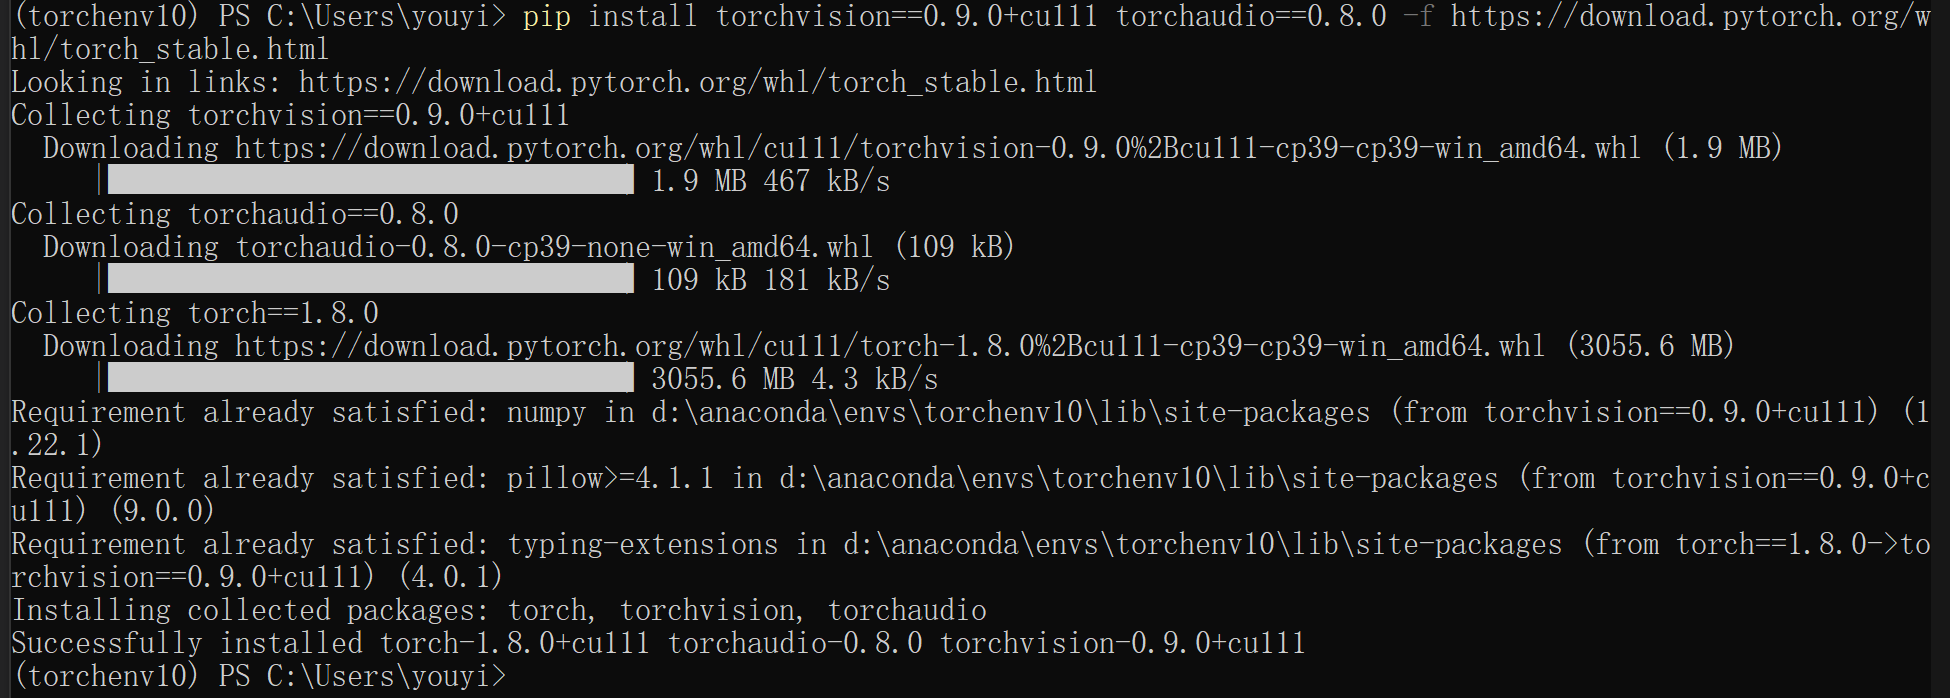 (torchenv10) PS C:\Users\youyi> pip install torchvision==0.9.0+cu111 torchaudio==0.8.0 -f https://download.pytorch.org/w
hl/torch_stable.html
Looking in links: https://download.pytorch.org/whl/torch_stable.html
Collecting torchvision==0.9.0+cu111
  Downloading https://download.pytorch.org/whl/cu111/torchvision-0.9.0%2Bcu111-cp39-cp39-win_amd64.whl (1.9 MB)
     |████████████████████████████████| 1.9 MB 467 kB/s
Collecting torchaudio==0.8.0
  Downloading torchaudio-0.8.0-cp39-none-win_amd64.whl (109 kB)
     |████████████████████████████████| 109 kB 181 kB/s
Collecting torch==1.8.0
  Downloading https://download.pytorch.org/whl/cu111/torch-1.8.0%2Bcu111-cp39-cp39-win_amd64.whl (3055.6 MB)
     |████████████████████████████████| 3055.6 MB 4.3 kB/s
Requirement already satisfied: numpy in d:\anaconda\envs\torchenv10\lib\site-packages (from torchvision==0.9.0+cu111) (1
.22.1)
Requirement already satisfied: pillow>=4.1.1 in d:\anaconda\envs\torchenv10\lib\site-packages (from torchvision==0.9.0+c
u111) (9.0.0)
Requirement already satisfied: typing-extensions in d:\anaconda\envs\torchenv10\lib\site-packages (from torch==1.8.0->to
rchvision==0.9.0+cu111) (4.0.1)
Installing collected packages: torch, torchvision, torchaudio
Successfully installed torch-1.8.0+cu111 torchaudio-0.8.0 torchvision-0.9.0+cu111
(torchenv10) PS C:\Users\youyi>